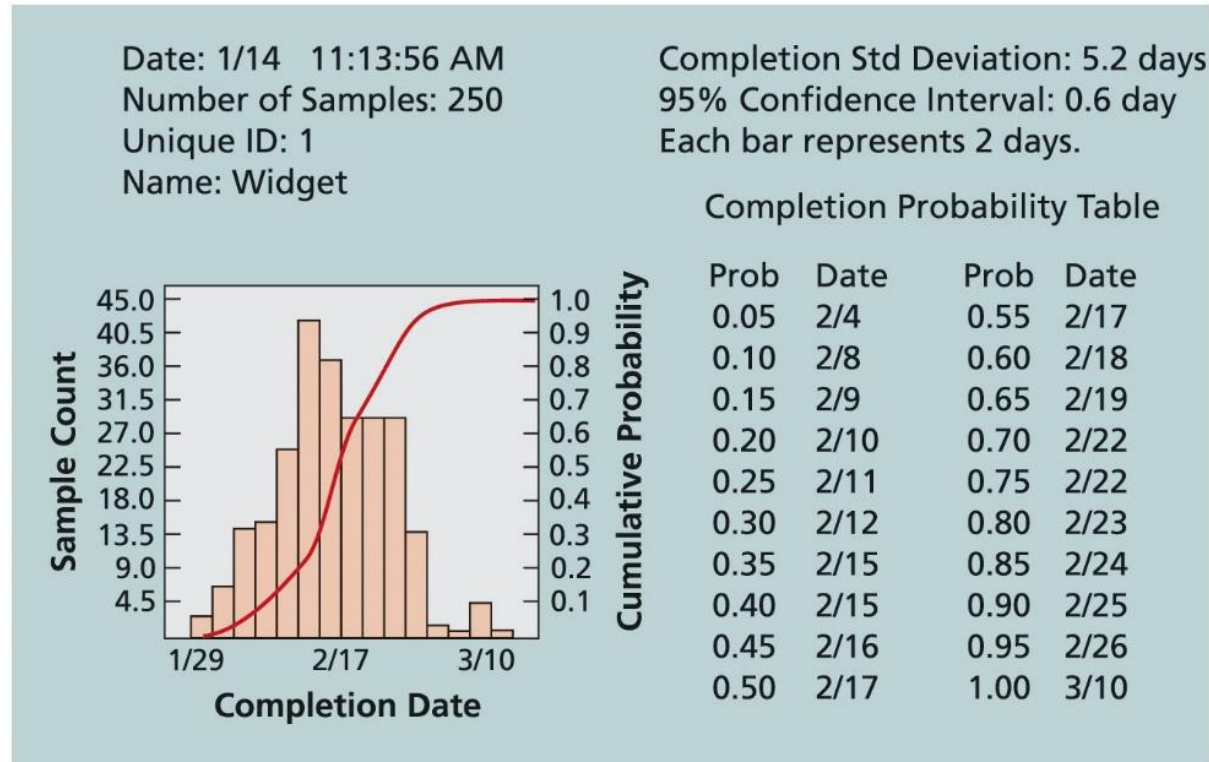 Date: 1/14 11:13:56 AM
Number of Samples: 250
Unique ID: 1
Name: Widget
Completion Std Deviation: 5.2 days
95% Confidence Interval: 0.6 day
Each bar represents 2 days.
Sample Count
45.0
40.5
36.0
31.5
27.0
22.5
18.0
13.5
9.0
4.5
1.0
0.9
0.8
0.7
0.6
0.5
0.4
0.3
0.2
0.1
Cumulative Probability
1/29 2/17 3/10
Completion Date
Completion Probability Table
Prob Date Prob Date
0.05 2/4 0.55 2/17
0.10 2/8 0.60 2/18
0.15 2/9 0.65 2/19
0.20 2/10 0.70 2/22
0.25 2/11 0.75 2/22
0.30 2/12 0.80 2/23
0.35 2/15 0.85 2/24
0.40 2/15 0.90 2/25
0.45 2/16 0.95 2/26
0.50 2/17 1.00 3/10